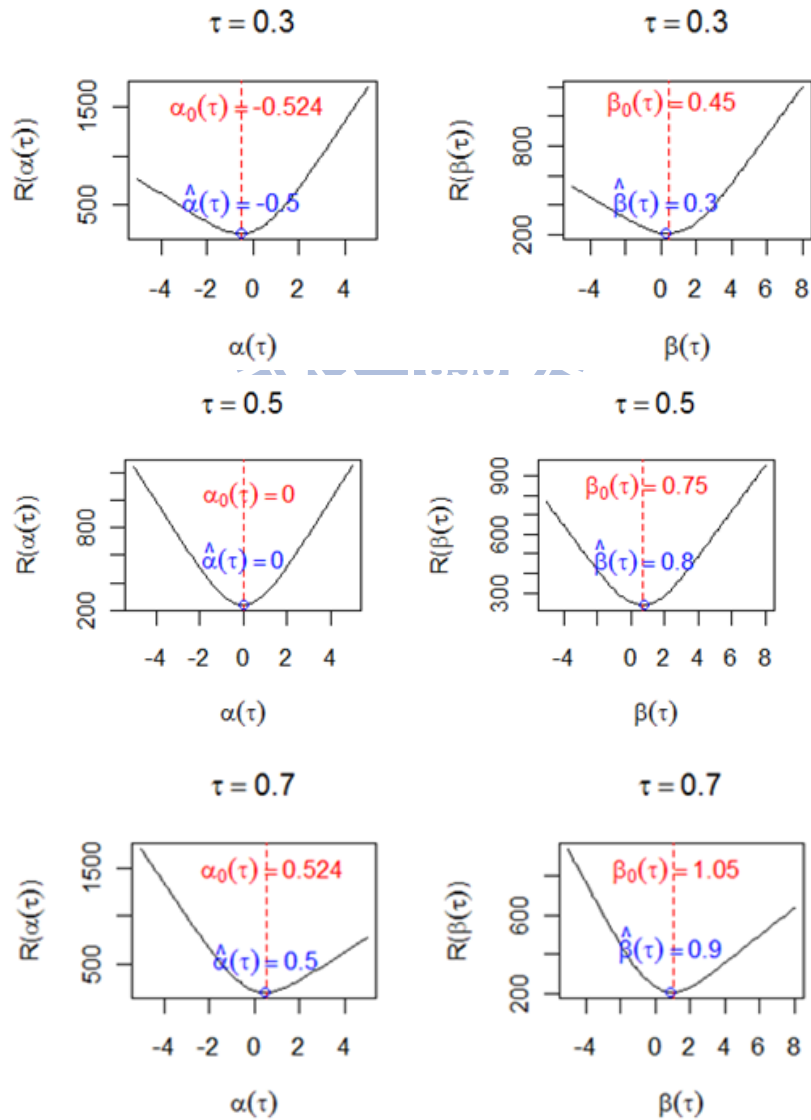 τ = 0.3
R(α(τ))
500
1500
α₀(τ) = -0.524
α̂(τ) = -0.5
-4 -2 0 2 4
α(τ)
τ = 0.3
R(β(τ))
200
800
β₀(τ) = 0.45
β̂(τ) = 0.3
-4 0 2 4 6 8
β(τ)
τ = 0.5
R(α(τ))
200
800
α₀(τ) = 0
α̂(τ) = 0
-4 -2 0 2 4
α(τ)
τ = 0.5
R(β(τ))
300
600
900
β₀(τ) = 0.75
β̂(τ) = 0.8
-4 0 2 4 6 8
β(τ)
τ = 0.7
R(α(τ))
500
1500
α₀(τ) = 0.524
α̂(τ) = 0.5
-4 -2 0 2 4
α(τ)
τ = 0.7
R(β(τ))
200
600
β₀(τ) = 1.05
β̂(τ) = 0.9
-4 0 2 4 6 8
β(τ)